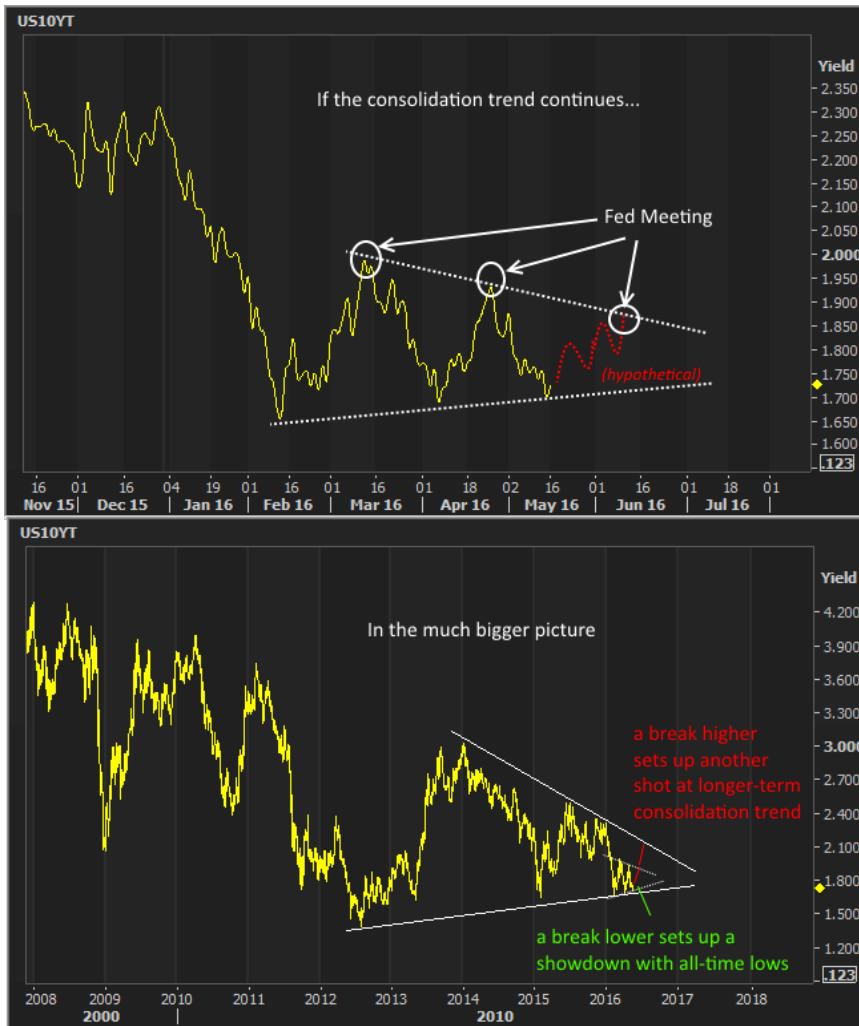 US10YT
If the consolidation trend continues...
Yield
2.350
2.300
2.250
2.200
2.150
2.100
2.050
2.000
1.950
1.900
1.850
1.800
1.750
1.700
1.650
1.600
.123
Fed Meeting
(hypothetical)
16 01 16 04 19 01 16 01 16 01 18 02 16 01 16 01 18 01
Nov 15 Dec 15 Jan 16 Feb 16 Mar 16 Apr 16 May 16 Jun 16 Jul 16
US10YT
In the much bigger picture
Yield
4.200
3.900
3.600
3.300
3.000
2.700
2.400
2.100
1.800
1.500
1.200
.123
a break higher
sets up another
shot at longer-term
consolidation trend
a break lower sets up a
showdown with all-time lows
2008 2009 2010 2011 2012 2013 2014 2015 2016 2017 2018
2000 2010